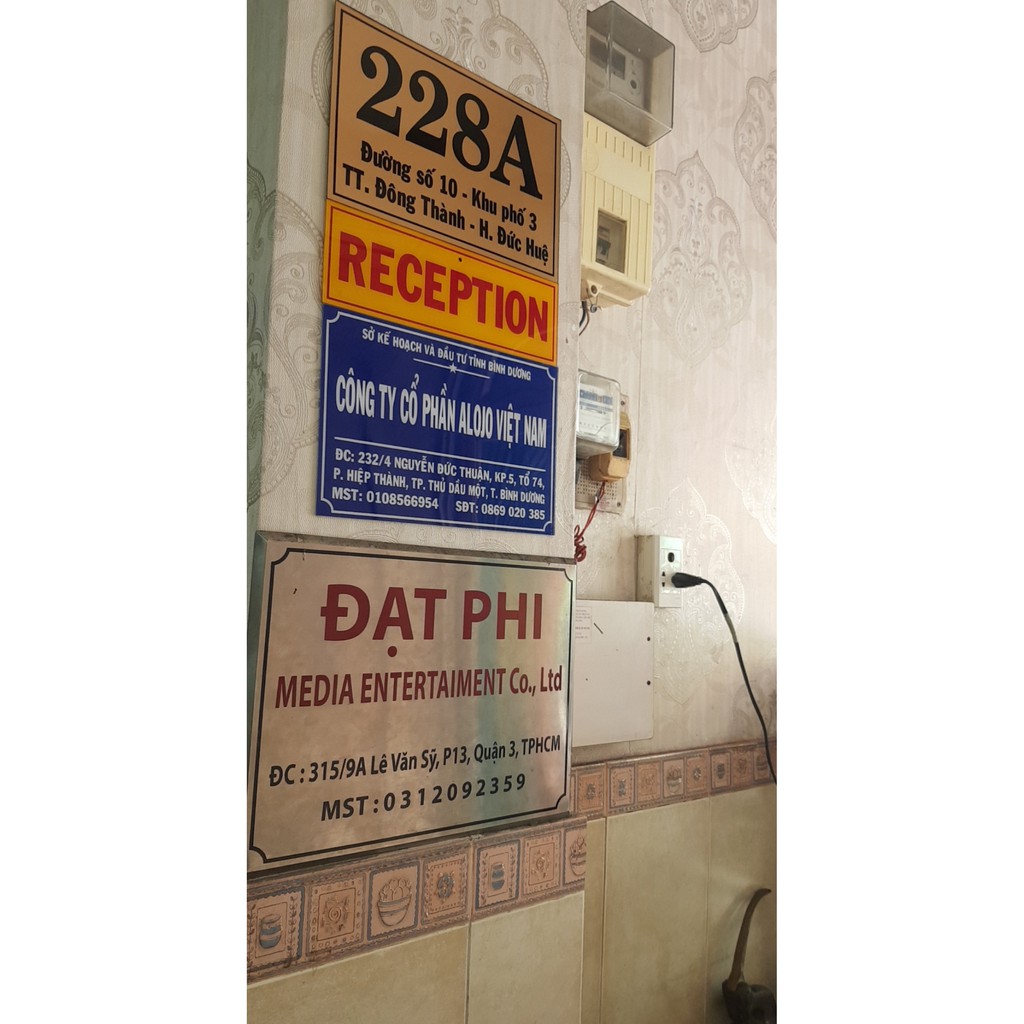 228A
Đường số 10 - Khu phố 3
TT. Đông Thành - H. Đức Huệ
RECEPTION
SỞ KẾ HOẠCH VÀ ĐẦU TƯ TỈNH BÌNH DƯƠNG
CÔNG TY CỔ PHẦN ALOJO VIỆT NAM
ĐC: 232/4 NGUYỄN ĐỨC THUẬN, KP.5, TỔ 74,
P. HIỆP THÀNH, TP. THỦ DẦU MỘT, T. BÌNH DƯƠNG
MST: 0108566954 SĐT: 0869 020 385
ĐẠT PHI
MEDIA ENTERTAIMENT Co., Ltd
ĐC : 315/9A Lê Văn Sỹ, P13, Quận 3, TPHCM
MST : 0312092359